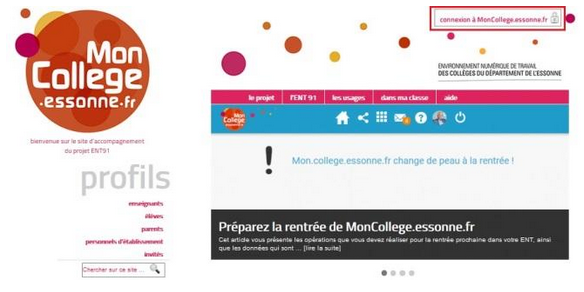 Mon
College
.essonne.fr
bienvenue sur le site d'accompagnement
du projet ENT91
profils
enseignants
élèves
parents
personnels d'établissement
invités
Chercher sur ce site ...
connexion à MonCollege.essonne.fr
ENVIRONNEMENT NUMÉRIQUE DE TRAVAIL
DES COLLÈGES DU DÉPARTEMENT DE L'ESSONNE
le projet l'ENT 91 les usages dans ma classe aide
Mon
College
! Mon.college.essonne.fr change de peau à la rentrée !
Préparez la rentrée de MonCollege.essonne.fr
Cet article vous présente les opérations que vous devez réaliser pour la rentrée prochaine dans votre ENT, ainsi
que les données qui sont ... [lire la suite]